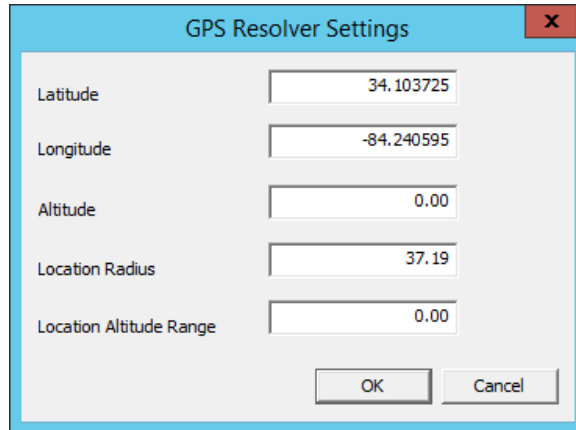 GPS Resolver Settings
x
Latitude 34.103725
Longitude -84.240595
Altitude 0.00
Location Radius 37.19
Location Altitude Range 0.00
OK Cancel